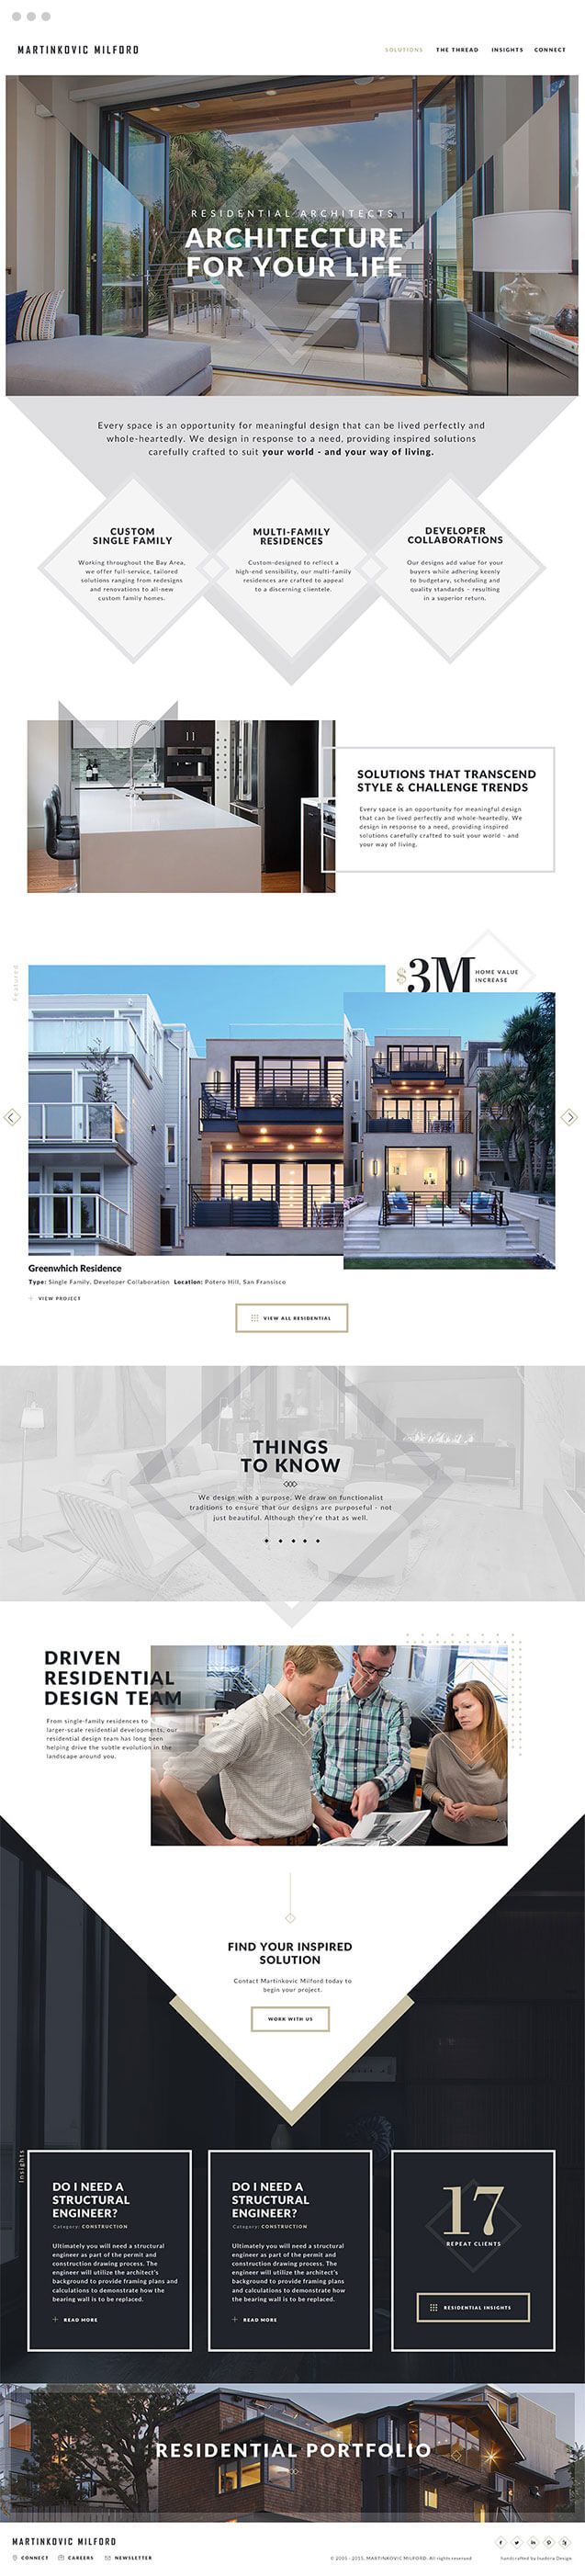 MARTINKOVIC MILFORD
SOLUTIONS THE THREAD INSIGHTS CONNECT
RESIDENTIAL ARCHITECTS
ARCHITECTURE
FOR YOUR LIFE
Every space is an opportunity for meaningful design that can be lived perfectly and
whole-heartedly. We design in response to a need, providing inspired solutions
carefully crafted to suit your world - and your way of living.
CUSTOM
SINGLE FAMILY
Working throughout the Bay Area,
we offer full-service, tailored
solutions ranging from redesigns
and renovations to all-new
custom family homes.
MULTI-FAMILY
RESIDENCES
Custom-designed to reflect a
high-end sensibility, our multi-family
residences are crafted to appeal
to a discerning clientele.
DEVELOPER
COLLABORATIONS
Our designs add value for your
buyers while adhering keenly
to budgetary, scheduling and
quality standards - resulting
in a superior return.
SOLUTIONS THAT TRANSCEND
STYLE & CHALLENGE TRENDS
Every space is an opportunity for meaningful design
that can be lived perfectly and whole-heartedly. We
design in response to a need, providing inspired
solutions carefully crafted to suit your world - and
your way of living.
Featured
$3M HOME VALUE
INCREASE
Greenwhich Residence
Type: Single Family, Developer Collaboration Location: Potero Hill, San Fransisco
VIEW PROJECT
VIEW ALL RESIDENTIAL
THINGS
TO KNOW
We design with a purpose. We draw on functionalist
traditions to ensure that our designs are purposeful - not
just beautiful. Although they're that as well.
DRIVEN
RESIDENTIAL
DESIGN TEAM
From single-family residences to
larger-scale residential developments, our
residential design team has long been
helping drive the subtle evolution in the
landscape around you.
FIND YOUR INSPIRED
SOLUTION
Contact Martinkovic Milford today to
begin your project.
WORK WITH US
Insights
DO I NEED A
STRUCTURAL
ENGINEER?
Category: CONSTRUCTION
Ultimately you will need a structural
engineer as part of the permit and
construction drawing process. The
engineer will utilize the architect's
background to provide framing plans and
calculations to demonstrate how the
bearing wall is to be replaced.
READ MORE
DO I NEED A
STRUCTURAL
ENGINEER?
Category: CONSTRUCTION
Ultimately you will need a structural
engineer as part of the permit and
construction drawing process. The
engineer will utilize the architect's
background to provide framing plans
and calculations to demonstrate how
the bearing wall is to be replaced.
READ MORE
17
REPEAT CLIENTS
RESIDENTIAL INSIGHTS
RESIDENTIAL PORTFOLIO
MARTINKOVIC MILFORD
CONNECT CAREERS NEWSLETTER
MARTINKOVIC MILFORD. All rights reserved